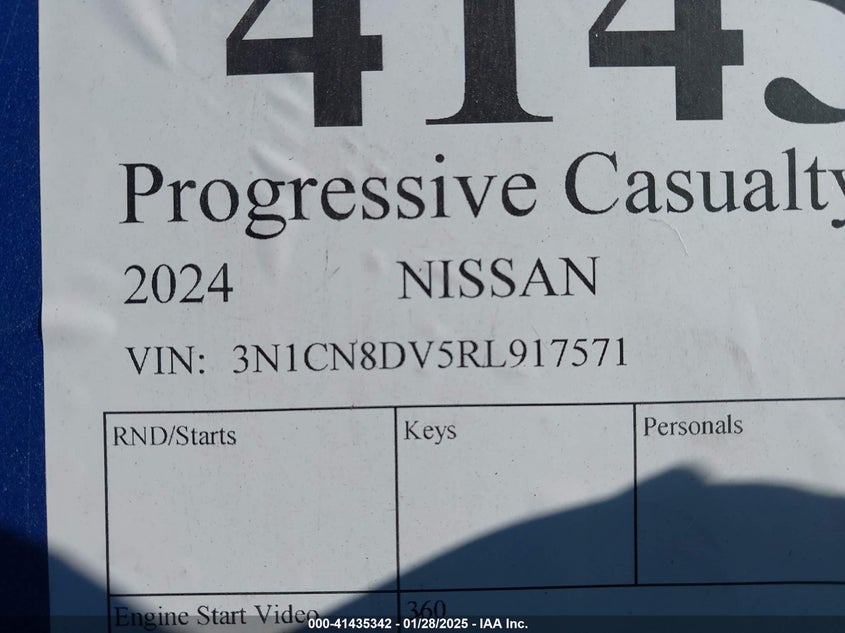 4143
Progressive Casualty
2024 NISSAN
VIN: 3N1CN8DV5RL917571
RND/Starts Keys Personals
Engine Start Video 360
000-41435342 - 01/28/2025 - IAA Inc.